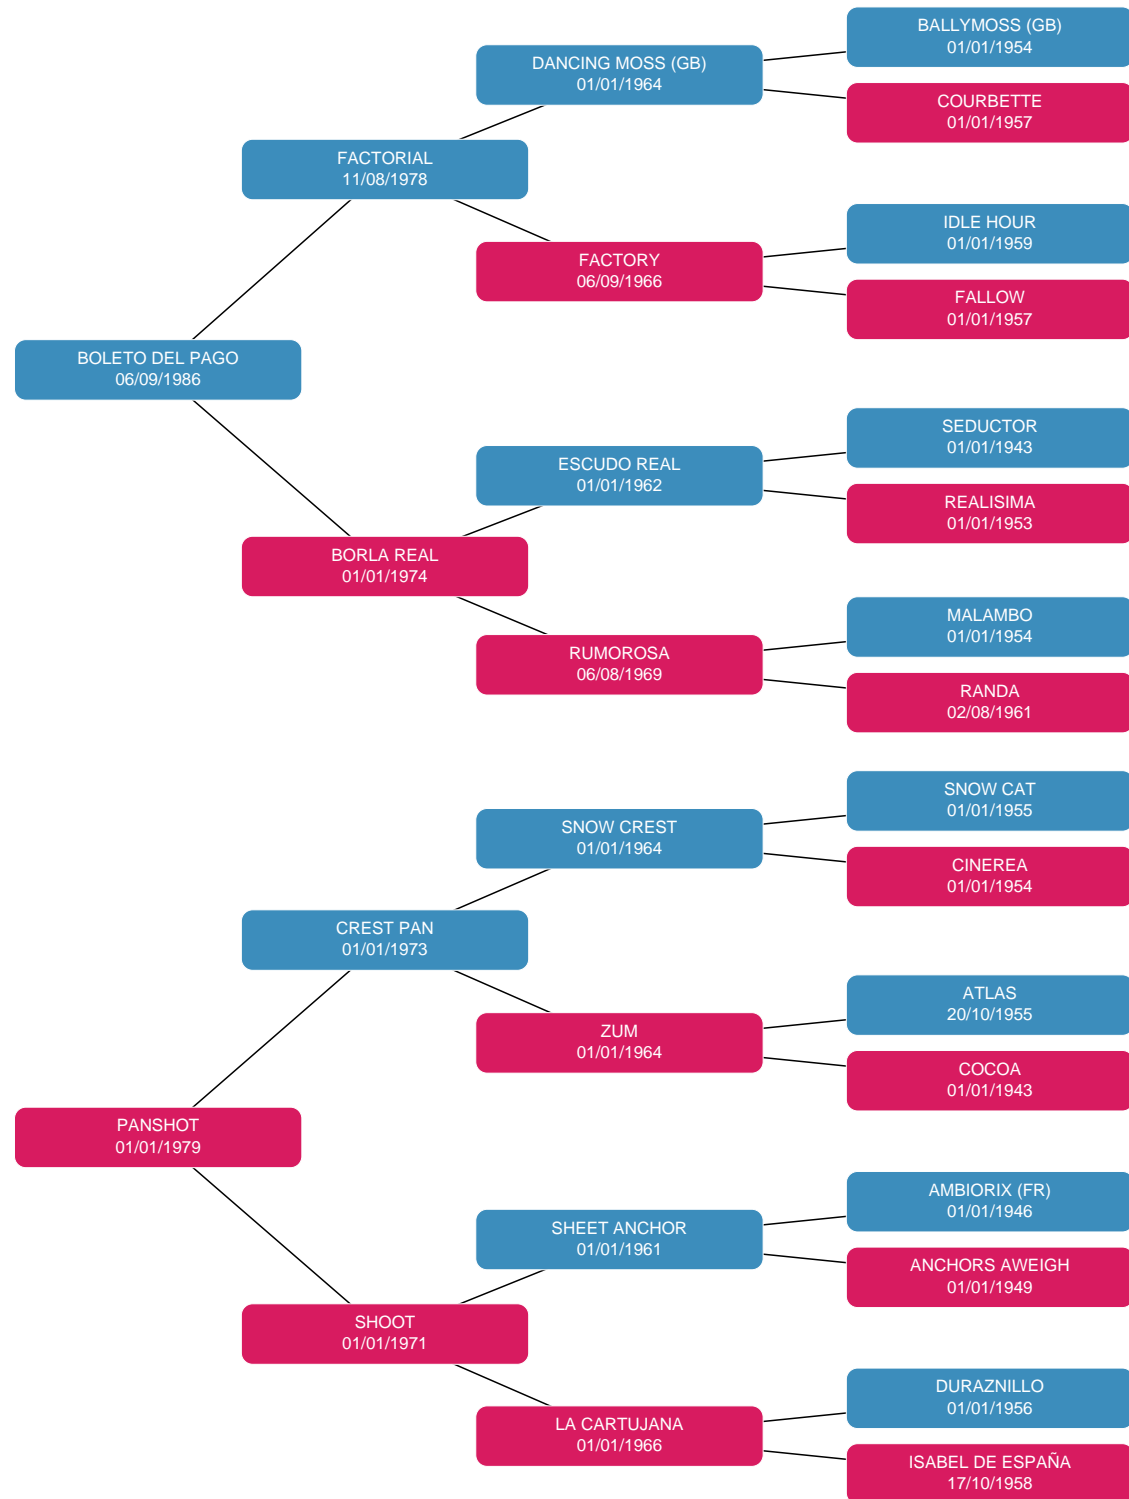 BALLYMOSS (GB)
01/01/1954
DANCING MOSS (GB)
01/01/1964
COURBETTE
01/01/1957
FACTORIAL
11/08/1978
IDLE HOUR
01/01/1959
FACTORY
06/09/1966
FALLOW
01/01/1957
BOLETO DEL PAGO
06/09/1986
SEDUCTOR
01/01/1943
ESCUDO REAL
01/01/1962
REALISIMA
01/01/1953
BORLA REAL
01/01/1974
MALAMBO
01/01/1954
RUMOROSA
06/08/1969
RANDA
02/08/1961
SNOW CAT
01/01/1955
SNOW CREST
01/01/1964
CINEREA
01/01/1954
CREST PAN
01/01/1973
ATLAS
20/10/1955
ZUM
01/01/1964
COCOA
01/01/1943
PANSHOT
01/01/1979
AMBIORIX (FR)
01/01/1946
SHEET ANCHOR
01/01/1961
ANCHORS AWEIGH
01/01/1949
SHOOT
01/01/1971
DURAZNILLO
01/01/1956
LA CARTUJANA
01/01/1966
ISABEL DE ESPAÑA
17/10/1958